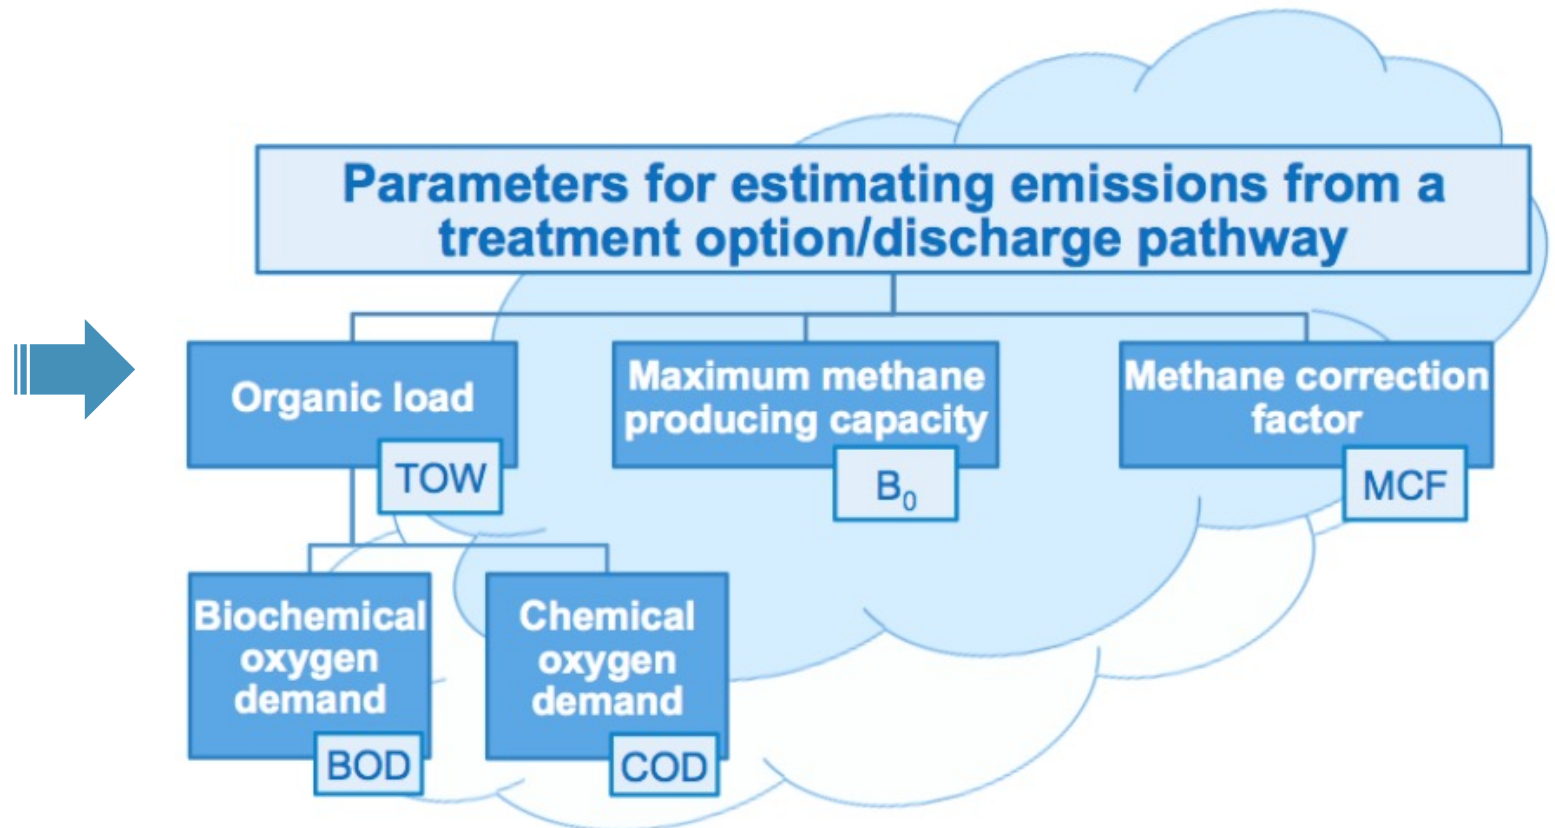 Parameters for estimating emissions from a
treatment option/discharge pathway
Organic load
TOW
Maximum methane
producing capacity
B₀
Methane correction
factor
MCF
Biochemical
oxygen
demand
BOD
Chemical
oxygen
demand
COD